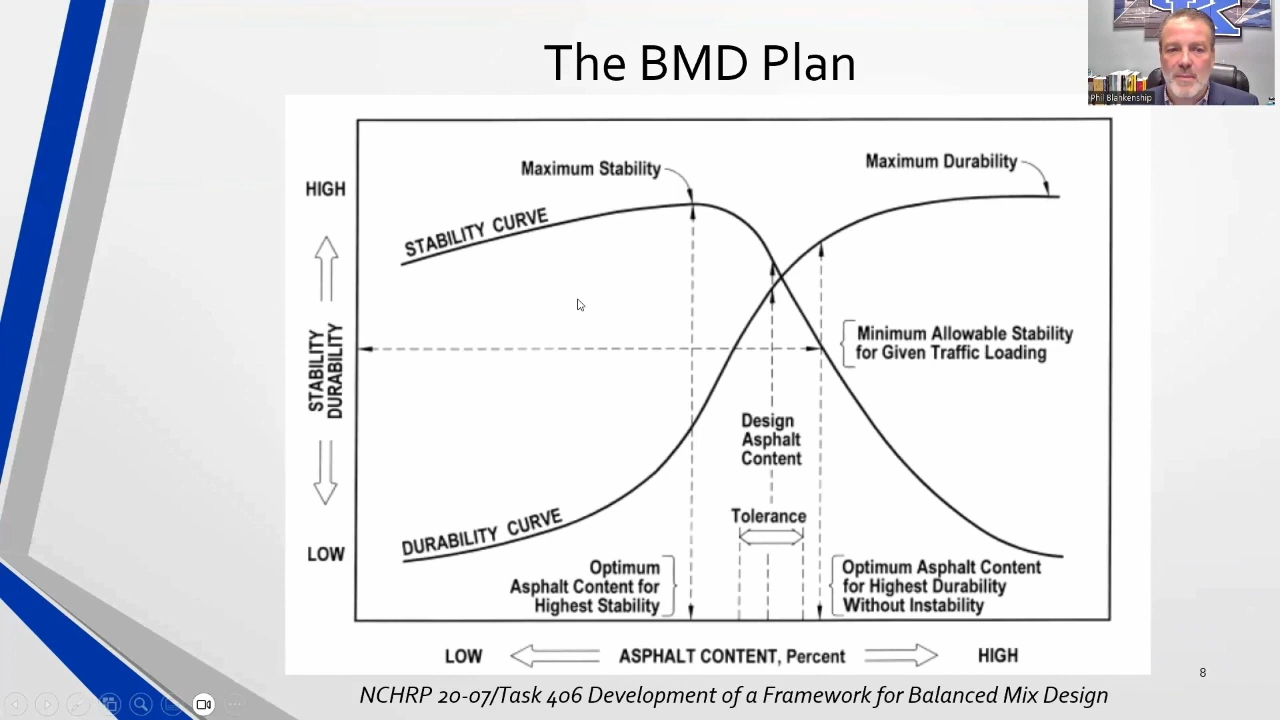 The BMD Plan
Phil Blankenship
Maximum Stability
Maximum Durability
HIGH
STABILITY CURVE
STABILITY
DURABILITY
Minimum Allowable Stability
for Given Traffic Loading
Design
Asphalt
Content
Tolerance
DURABILITY CURVE
LOW
Optimum
Asphalt Content for
Highest Stability
Optimum Asphalt Content
for Highest Durability
Without Instability
LOW
ASPHALT CONTENT, Percent
HIGH
8
NCHRP 20-07/Task 406 Development of a Framework for Balanced Mix Design